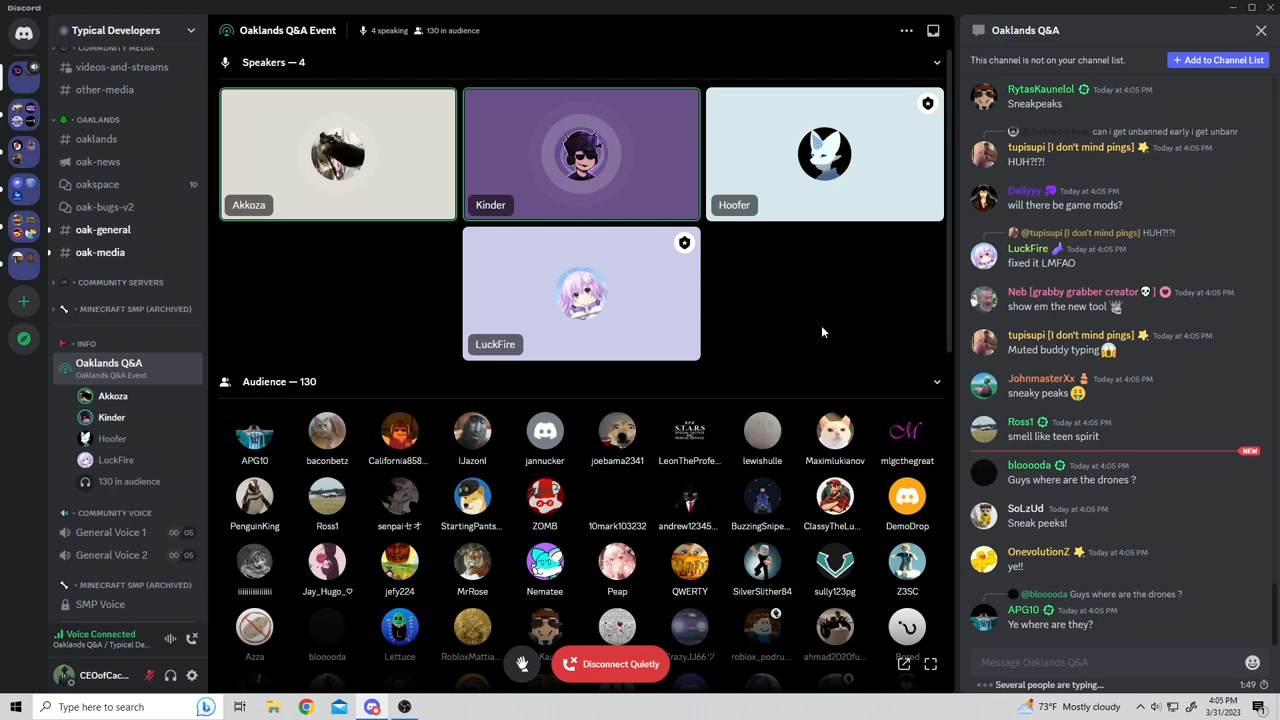 Discord
Typical Developers
COMMUNITY MEDIA
videos-and-streams
other-media
OAKLANDS
oaklands
oak-news
oakspace 10
oak-bugs-v2
oak-general
oak-media
COMMUNITY SERVERS
MINECRAFT SMP (ARCHIVED)
INFO
Oaklands Q&A
Oaklands Q&A Event
Akkoza
Kinder
Hoofer
LuckFire
130 in audience
COMMUNITY VOICE
General Voice 1 00 05
General Voice 2 00 05
MINECRAFT SMP (ARCHIVED)
SMP Voice
Voice Connected
Oaklands Q&A / Typical De...
CEOofCac...
Oaklands Q&A Event
4 speaking 130 in audience
Speakers — 4
Akkoza
Kinder
Hoofer
LuckFire
Audience — 130
S.T.A.R.S
APG10 baconbetz California858... IJazonI jannucker joebama2341 LeonTheProfe... lewishulle Maximlukianov mlgcthegreat
PenguinKing Ross1 senpaiセオ StartingPants... ZOMB 10mark103232 andrew12345... BuzzingSnipe... ClassyTheLu... DemoDrop
Jay_Hugo_♡ jefy224 MrRose Nematee Peap QWERTY SilverSlither84 sully123pg Z3SC
Azza blooooda Lettuce RobloxMattia... CrazyJJ66ツ roblox_podru... ahmad2020fu... Bored
Disconnect Quietly
Oaklands Q&A
This channel is not on your channel list.
+ Add to Channel List
RytasKaunelol Today at 4:05 PM
Sneakpeaks
@Jackteddybear can i get unbanned early i get unbanr
tupisupi [I don't mind pings] Today at 4:05 PM
HUH?!?!
Dailyyy Today at 4:05 PM
will there be game mods?
@tupisupi [I don't mind pings] HUH?!?!
LuckFire Today at 4:05 PM
fixed it LMFAO
Neb [grabby grabber creator💀] Today at 4:05 PM
show em the new tool
tupisupi [I don't mind pings] Today at 4:05 PM
Muted buddy typing😱
JohnmasterXx Today at 4:05 PM
sneaky peaks🤑
Ross1 Today at 4:05 PM
smell like teen spirit
NEW
blooooda Today at 4:05 PM
Guys where are the drones ?
SoLzUd Today at 4:05 PM
Sneak peeks!
OnevolutionZ Today at 4:05 PM
ye!!
@blooooda Guys where are the drones ?
APG10 Today at 4:05 PM
Ye where are they?
Message Oaklands Q&A
Several people are typing...
1:49
Type here to search
73°F Mostly cloudy
4:05 PM
3/31/2023